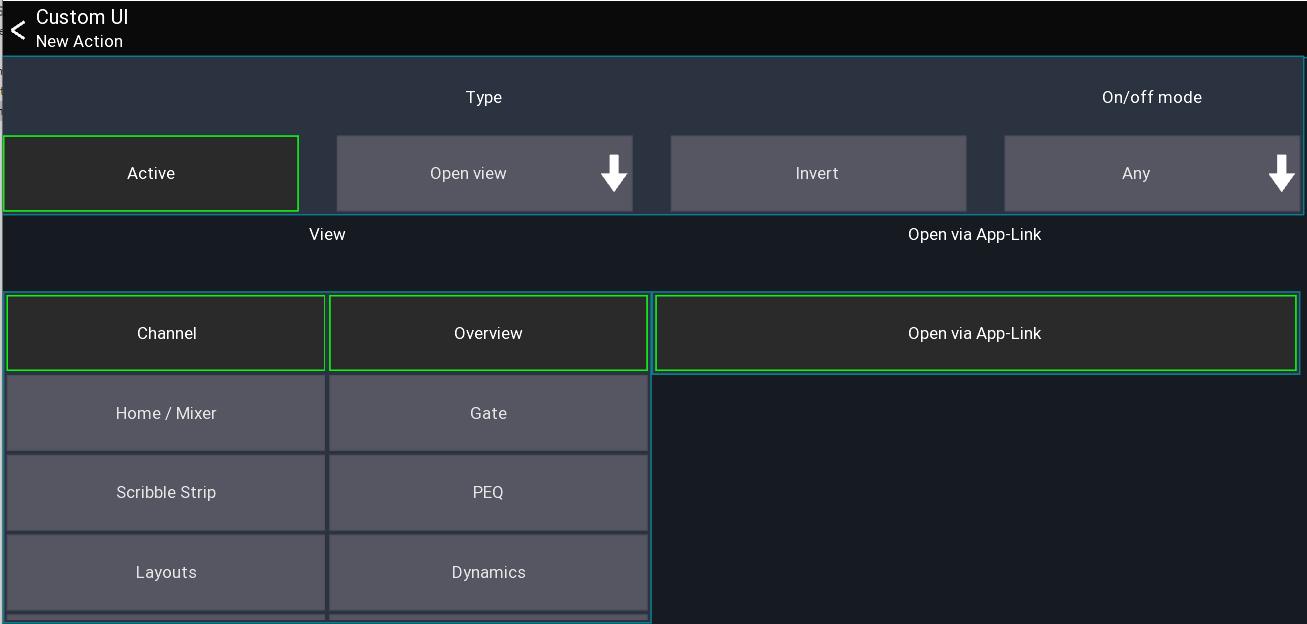 Custom UI
New Action
Type
On/off mode
Active
Open view
Invert
Any
View
Open via App-Link
Channel
Overview
Open via App-Link
Home / Mixer
Gate
Scribble Strip
PEQ
Layouts
Dynamics